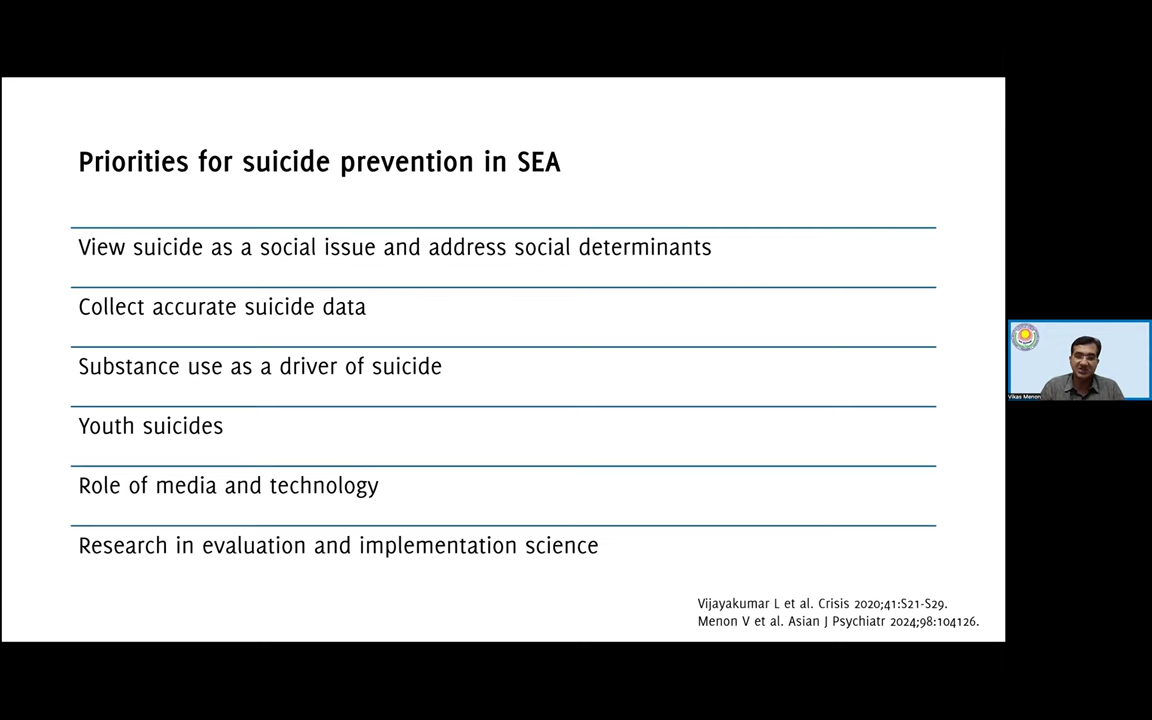 Priorities for suicide prevention in SEA
View suicide as a social issue and address social determinants
Collect accurate suicide data
Substance use as a driver of suicide
Youth suicides
Role of media and technology
Research in evaluation and implementation science
Vijayakumar L et al. Crisis 2020;41:S21-S29.
Menon V et al. Asian J Psychiatr 2024;98:104126.
Vikas Menon